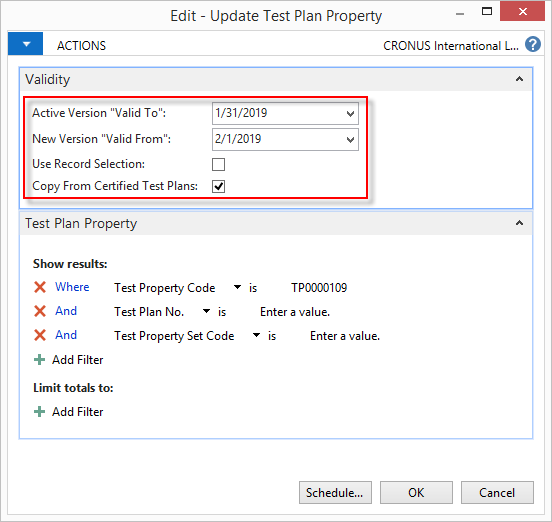 Edit - Update Test Plan Property
ACTIONS CRONUS International L... ?
Validity
Active Version "Valid To": 1/31/2019
New Version "Valid From": 2/1/2019
Use Record Selection:
Copy From Certified Test Plans:
Test Plan Property
Show results:
Where Test Property Code is TP0000109
And Test Plan No. is Enter a value.
And Test Property Set Code is Enter a value.
Add Filter
Limit totals to:
Add Filter
Schedule... OK Cancel